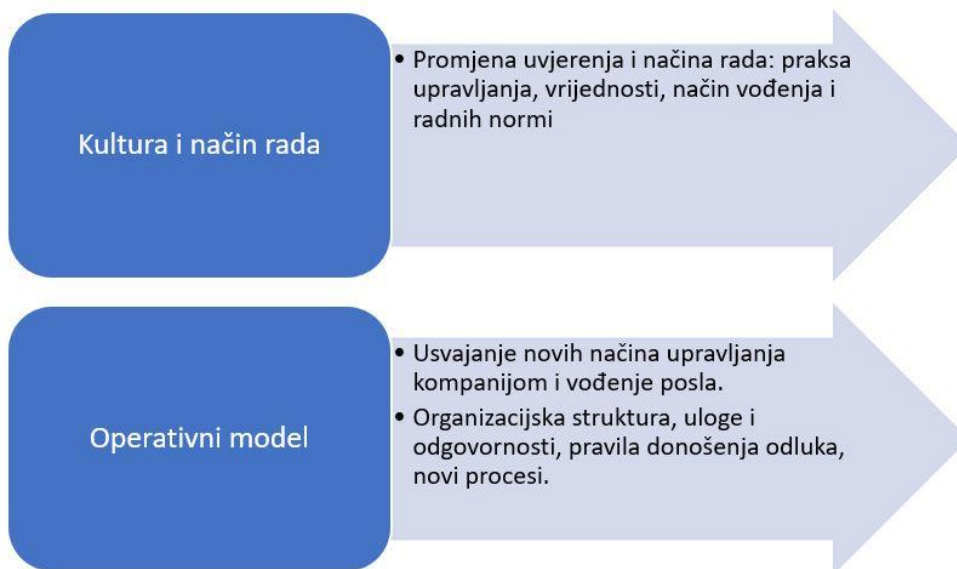 Kultura i način rada
• Promjena uvjerenja i načina rada: praksa
upravljanja, vrijednosti, način vođenja i
radnih normi
Operativni model
• Usvajanje novih načina upravljanja
kompanijom i vođenje posla.
• Organizacijska struktura, uloge i
odgovornosti, pravila donošenja odluka,
novi procesi.